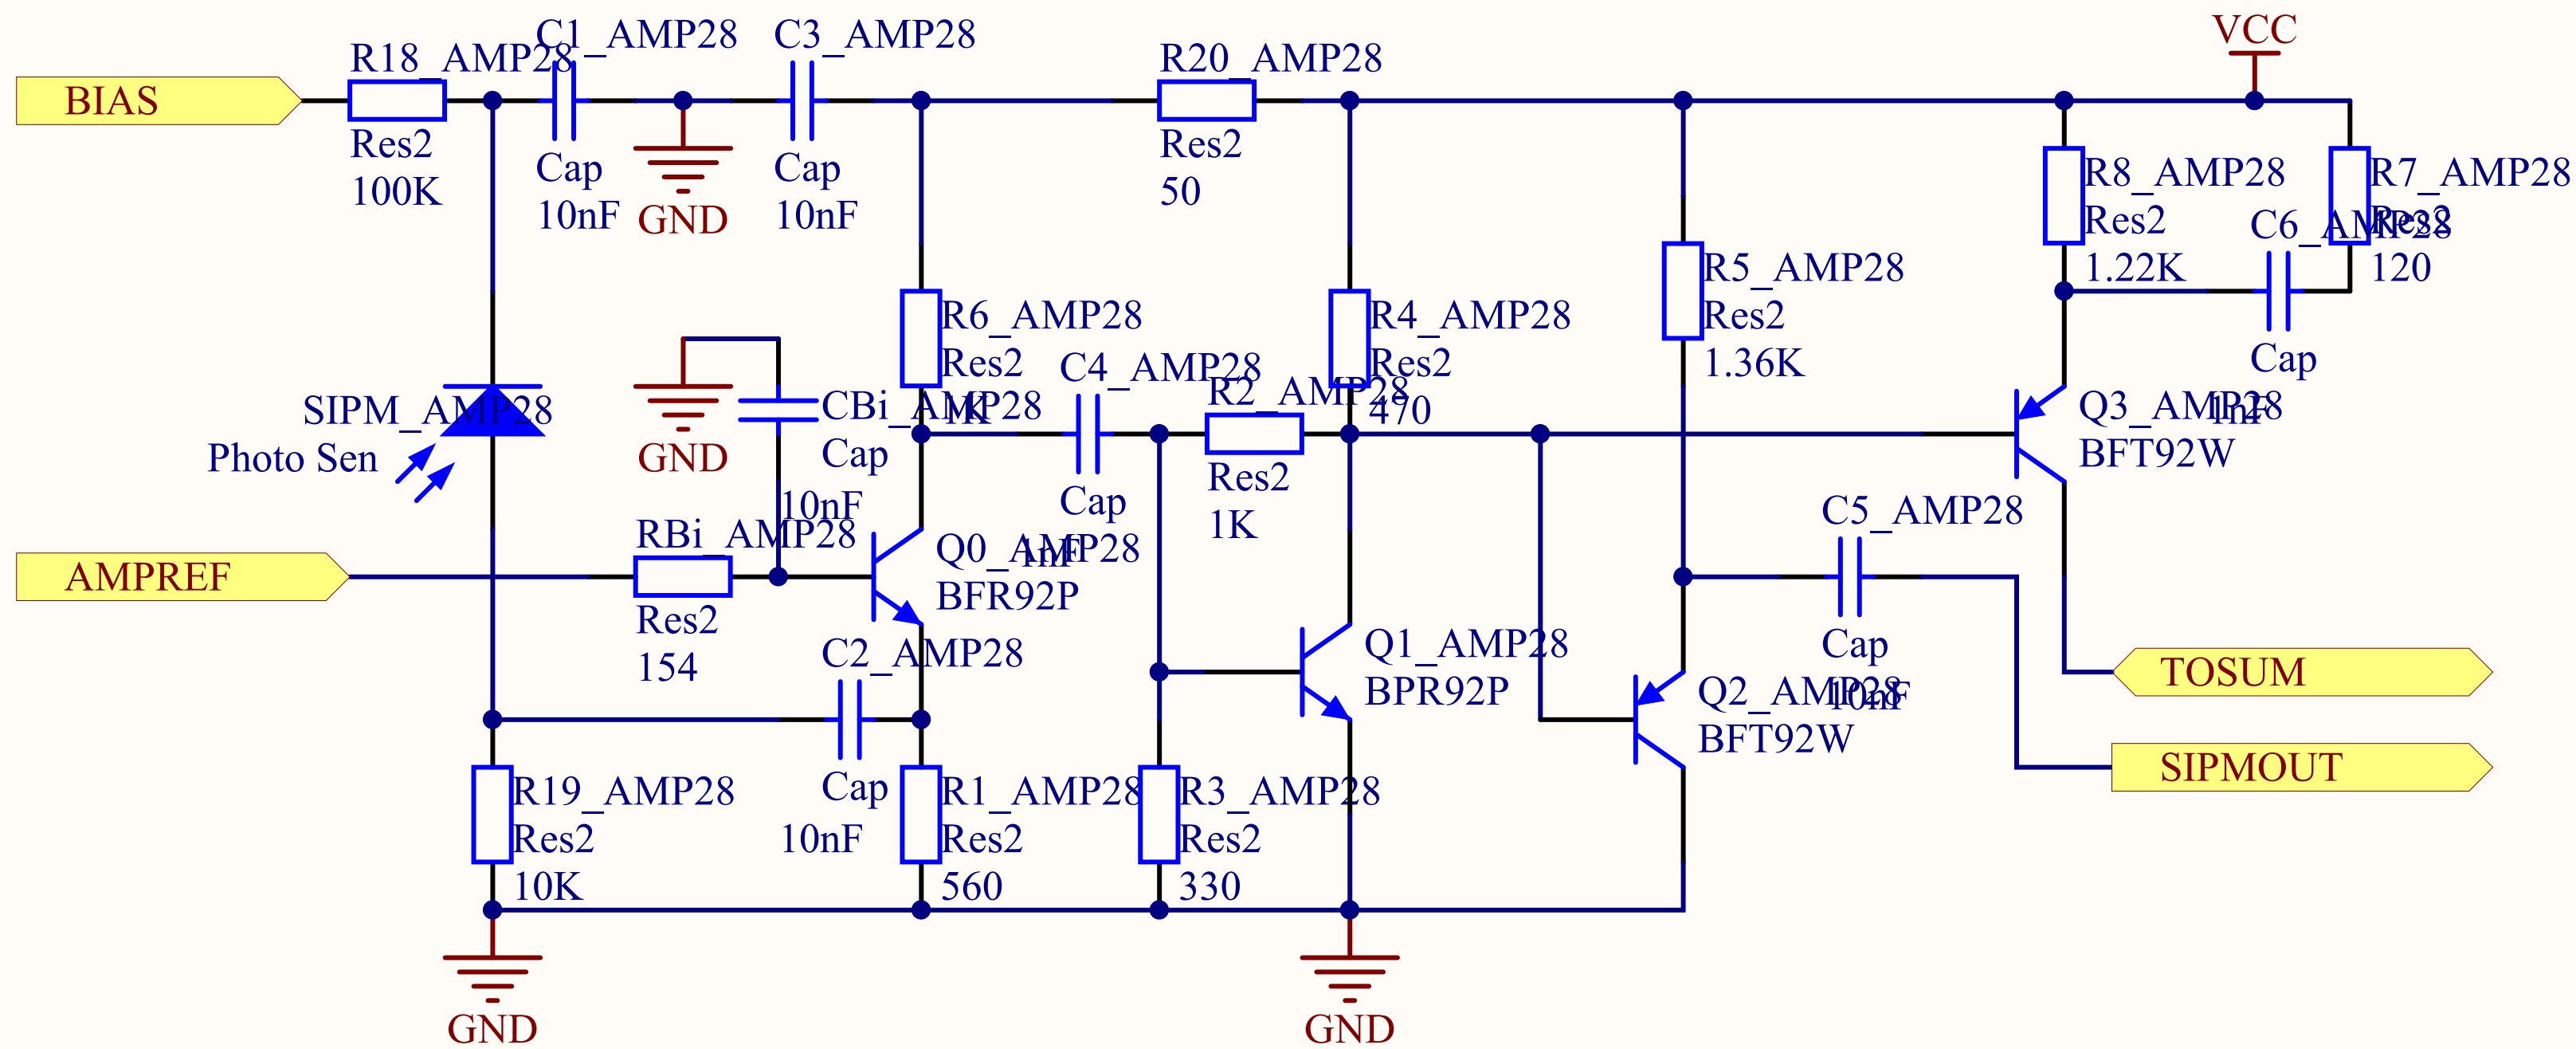 VCC
C1_AMP28
C3_AMP28
R18_AMP28
R20_AMP28
BIAS
Res2
100K
Cap
10nF
GND
Cap
10nF
Res2
50
R8_AMP28
Res2
1.22K
R7_AMP28
Res2
120
C6_AMP28
Cap
1nF
R5_AMP28
Res2
1.36K
R6_AMP28
Res2
1K
R4_AMP28
Res2
470
C4_AMP28
Cap
1nF
R2_AMP28
Res2
1K
SIPM_AMP28
Photo Sen
GND
CBi_AMP28
Cap
10nF
Q3_AMP28
BFT92W
AMPREF
RBi_AMP28
Res2
154
Q0_AMP28
BFR92P
C5_AMP28
Cap
10nF
C2_AMP28
Cap
10nF
Q1_AMP28
BPR92P
Q2_AMP28
BFT92W
TOSUM
SIPMOUT
R19_AMP28
Res2
10K
R1_AMP28
Res2
560
R3_AMP28
Res2
330
GND
GND